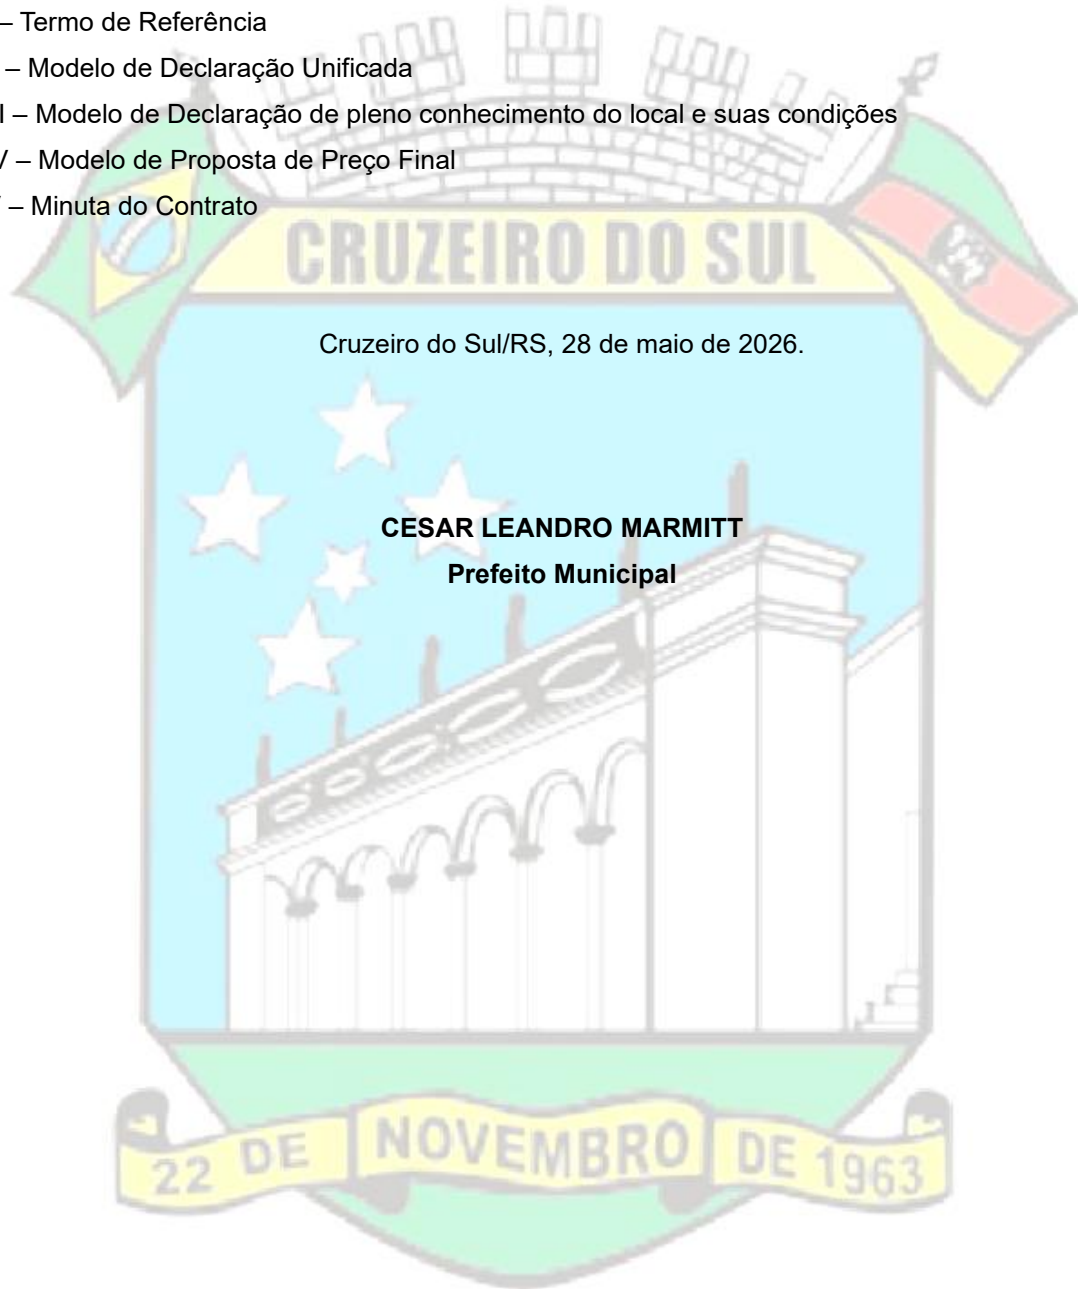 – Termo de Referência
– Modelo de Declaração Unificada
I – Modelo de Declaração de pleno conhecimento do local e suas condições
V – Modelo de Proposta de Preço Final
– Minuta do Contrato
CRUZEIRO DO SUL
Cruzeiro do Sul/RS, 28 de maio de 2026.
CESAR LEANDRO MARMITT
Prefeito Municipal
22 DE NOVEMBRO DE 1963